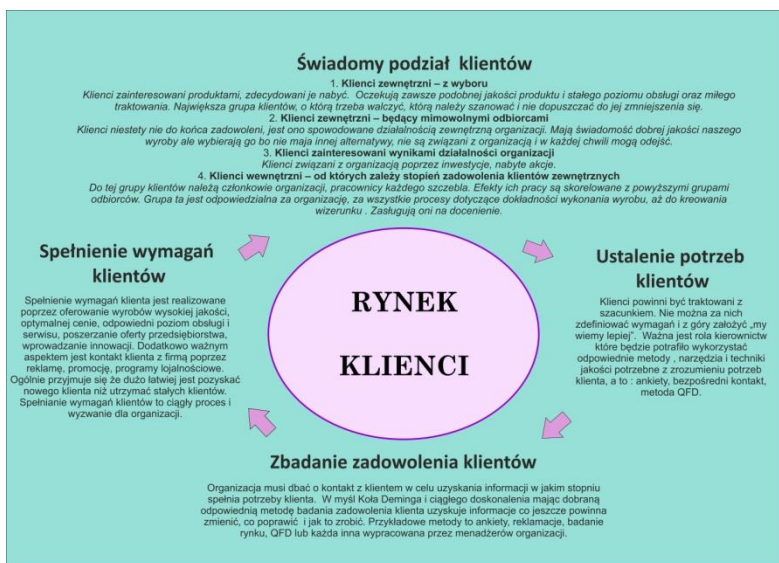 Świadomy podział klientów
1. Klienci zewnętrzni – z wyboru
Klienci zainteresowani produktami, zdecydowani je nabyć. Oczekują zawsze podobnej jakości produktu i stałego poziomu obsługi oraz miłego
traktowania. Największa grupa klientów, o którą trzeba walczyć, którą należy szanować i nie dopuszczać do jej zmniejszenia się.
2. Klienci zewnętrzni – będący mimowolnymi odbiorcami
Klienci niestety nie do końca zadowoleni, jest ono spowodowane działalnością zewnętrzną organizacji. Mają świadomość dobrej jakości naszego
wyroby ale wybierają go bo nie maja innej alternatywy, nie są związani z organizacją i w każdej chwili mogą odejść.
3. Klienci zainteresowani wynikami działalności organizacji
Klienci związani z organizacją poprzez inwestycje, nabyte akcje.
4. Klienci wewnętrzni – od których zależy stopień zadowolenia klientów zewnętrznych
Do tej grupy klientów należą członkowie organizacji, pracownicy każdego szczebla. Efekty ich pracy są skorelowane z powyższymi grupami
odbiorców. Grupa ta jest odpowiedzialna za organizację, za wszystkie procesy dotyczące dokładności wykonania wyrobu, aż do kreowania
wizerunku . Zasługują oni na docenienie.
Spełnienie wymagań
klientów
Spełnienie wymagań klienta jest realizowane
poprzez oferowanie wyrobów wysokiej jakości,
optymalnej cenie, odpowiedni poziom obsługi i
serwisu, poszerzanie oferty przedsiębiorstwa,
wprowadzanie innowacji. Dodatkowo ważnym
aspektem jest kontakt klienta z firmą poprzez
reklamę, promocję, programy lojalnościowe.
Ogólnie przyjmuje się że dużo łatwiej jest pozyskać
nowego klienta niż utrzymać stałych klientów.
Spełnianie wymagań klientów to ciągły proces i
wyzwanie dla organizacji.
RYNEK
KLIENCI
Ustalenie potrzeb
klientów
Klienci powinni być traktowani z
szacunkiem. Nie można za nich
zdefiniować wymagań i z góry założyć „my
wiemy lepiej”. Ważna jest rola kierownictw
które będzie potrafiło wykorzystać
odpowiednie metody , narzędzia i techniki
jakości potrzebne z zrozumieniu potrzeb
klienta, a to : ankiety, bezpośredni kontakt,
metoda QFD.
Zbadanie zadowolenia klientów
Organizacja musi dbać o kontakt z klientem w celu uzyskania informacji w jakim stopniu
spełnia potrzeby klienta. W myśl Koła Deminga i ciągłego doskonalenia mając dobraną
odpowiednią metodę badania zadowolenia klienta uzyskuje informacje co jeszcze powinna
zmienić, co poprawić i jak to zrobić. Przykładowe metody to ankiety, reklamacje, badanie
rynku, QFD lub każda inna wypracowana przez menadżerów organizacji.